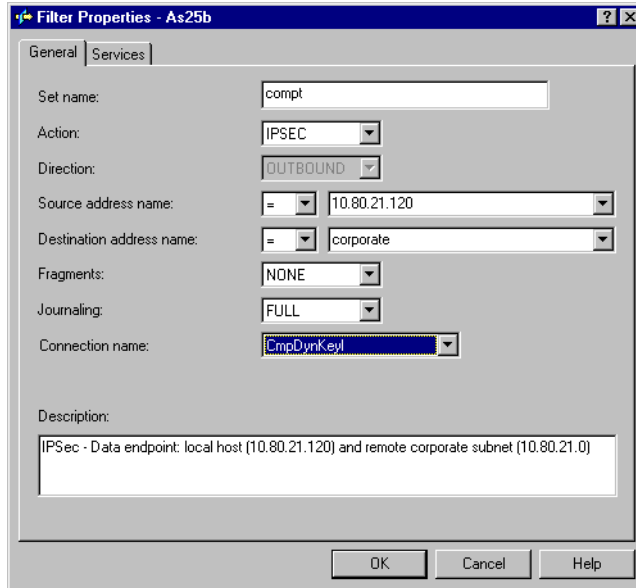 Filter Properties - As25b
General Services
Set name: compt
Action: IPSEC
Direction: OUTBOUND
Source address name: = 10.80.21.120
Destination address name: = corporate
Fragments: NONE
Journaling: FULL
Connection name: CmpDynKeyI
Description:
IPSec - Data endpoint: local host (10.80.21.120) and remote corporate subnet (10.80.21.0)
OK Cancel Help